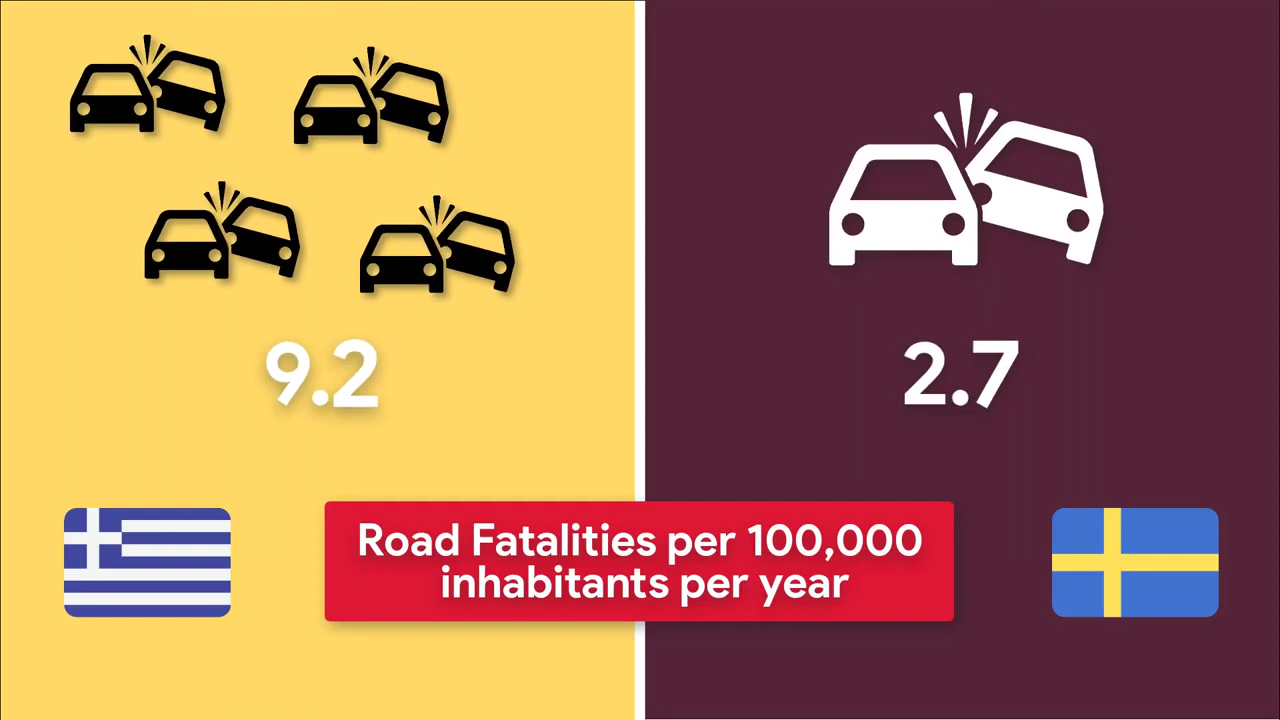 9.2
2.7
Road Fatalities per 100,000
inhabitants per year